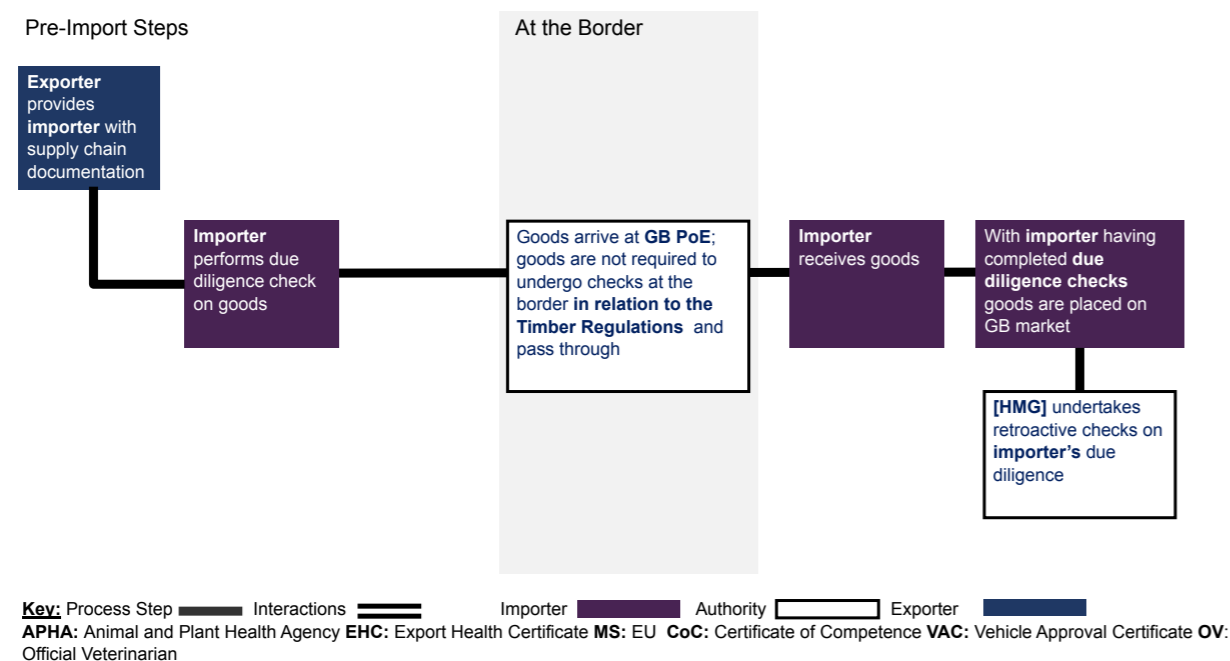 Pre-Import Steps
At the Border
Exporter
provides
importer with
supply chain
documentation
Importer
performs due
diligence check
on goods
Goods arrive at GB PoE;
goods are not required to
undergo checks at the
border in relation to the
Timber Regulations and
pass through
Importer
receives goods
With importer having
completed due
diligence checks
goods are placed on
GB market
[HMG] undertakes
retroactive checks on
importer's due
diligence
Key: Process Step Interactions Importer Authority Exporter
APHA: Animal and Plant Health Agency EHC: Export Health Certificate MS: EU CoC: Certificate of Competence VAC: Vehicle Approval Certificate OV:
Official Veterinarian